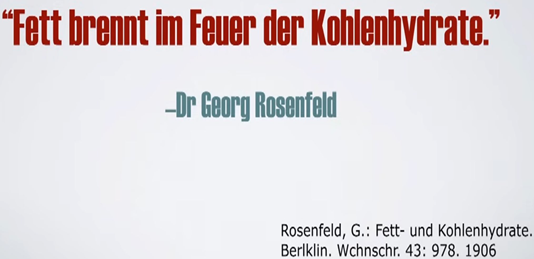 “Fett brennt im Feuer der Kohlenhydrate.”
–Dr Georg Rosenfeld
Rosenfeld, G.: Fett- und Kohlenhydrate.
Berlklin. Wchnschr. 43: 978. 1906